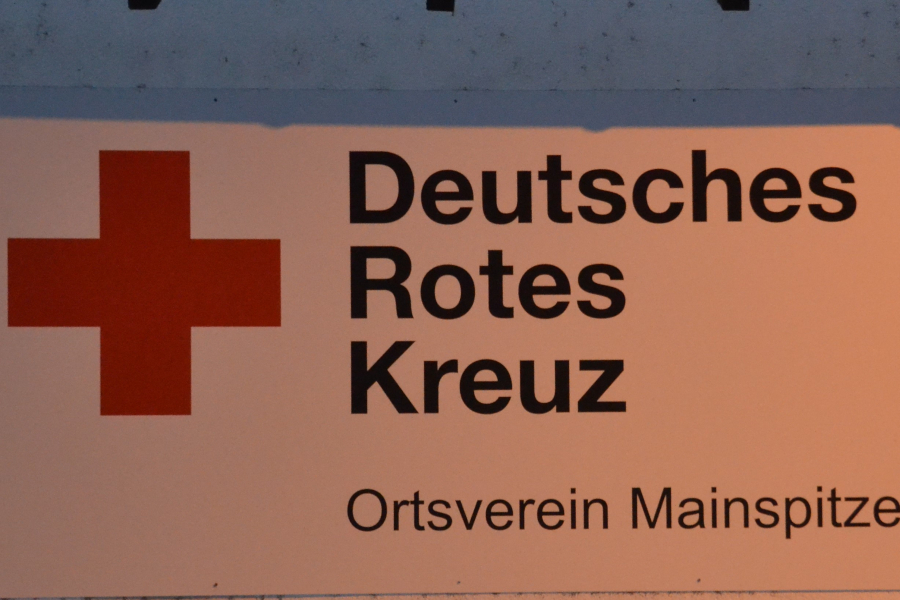 Deutsches
Rotes
Kreuz
Ortsverein Mainspitze